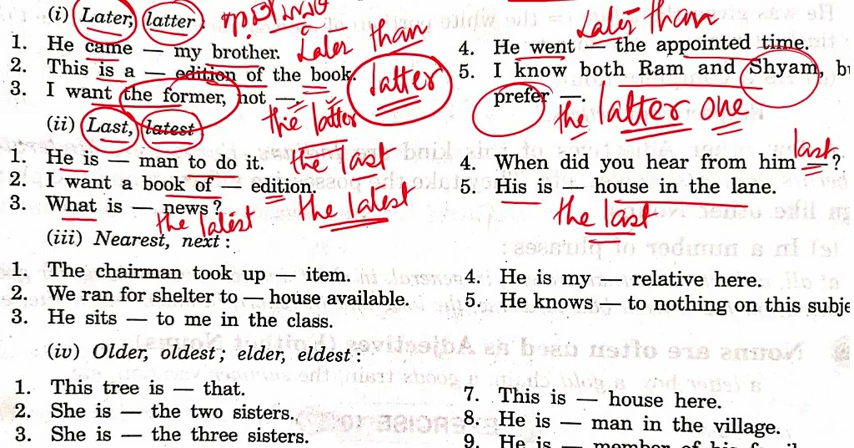 (i) Later, latter :
1. He came — my brother. Later than
2. This is a — edition of the book. latter
3. I want the former, not —. the latter
Later than
4. He went — the appointed time.
5. I know both Ram and Shyam, bu
prefer —. the latter one
(ii) Last, latest
1. He is — man to do it. the last
2. I want a book of — edition. the latest
3. What is — news? the latest
4. When did you hear from him —? last
5. His is — house in the lane.
the last
(iii) Nearest, next :
1. The chairman took up — item.
2. We ran for shelter to — house available.
3. He sits — to me in the class.
4. He is my — relative here.
5. He knows — to nothing on this subje
(iv) Older, oldest ; elder, eldest :
1. This tree is — that.
2. She is — the two sisters.
3. She is — the three sisters.
7. This is — house here.
8. He is — man in the village.
9. He is — member of his